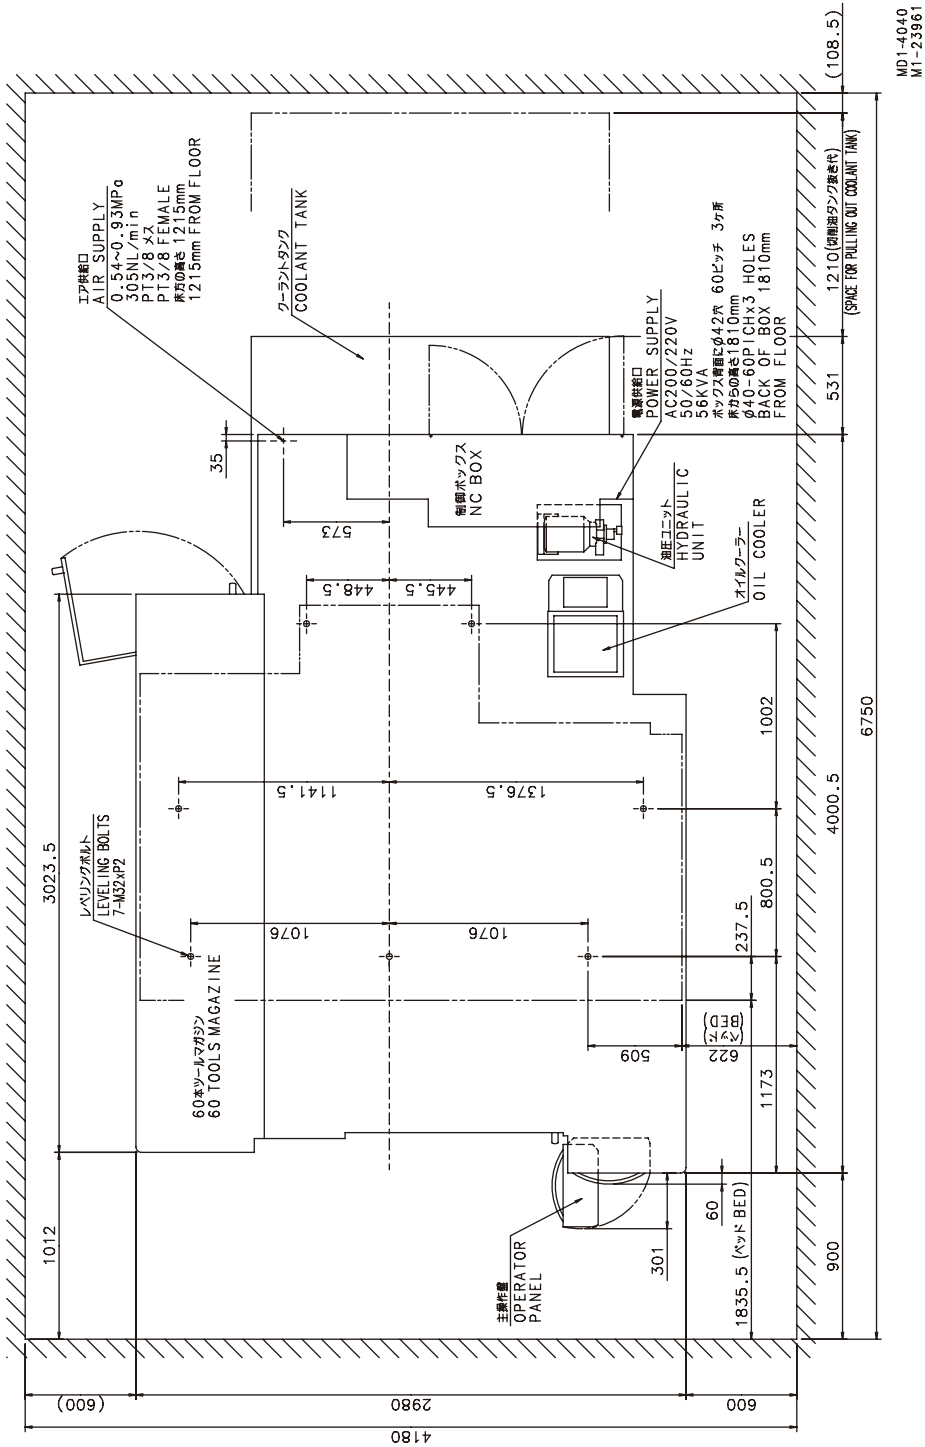 MD1-4040
M1-23961
エア供給口
AIR SUPPLY
0.54~0.93MPa
305NL/min
PT3/8 メス
PT3/8 FEMALE
1215mm FROM FLOOR
クーラントタンク
COOLANT TANK
電源供給口
POWER SUPPLY
AC200/220V
50/60Hz
56KVA
ボックス背面にφ42穴 60ピッチ 3ヶ所
床からの高さ1810mm
φ40-60PICHx3 HOLES
BACK OF BOX 1810mm
FROM FLOOR
制御ボックス
NC BOX
油圧ユニット
HYDRAULIC
UNIT
オイルクーラー
OIL COOLER
レベリングボルト
LEVELING BOLTS
7-M32xP2
60本ツールマガジン
60 TOOLS MAGAZINE
主操作盤
OPERATOR
PANEL
1012
3023.5
35
573
448.5
445.5
1141.5
1376.5
1076
1076
509
622
(ベッド)
(BED)
301
60
1835.5 (ベッド BED)
237.5
1173
800.5
1002
900
4000.5
531
1210(切削油タンク抜き代)
(SPACE FOR PULLING OUT COOLANT TANK)
(108.5)
6750
(600)
2980
600
4180